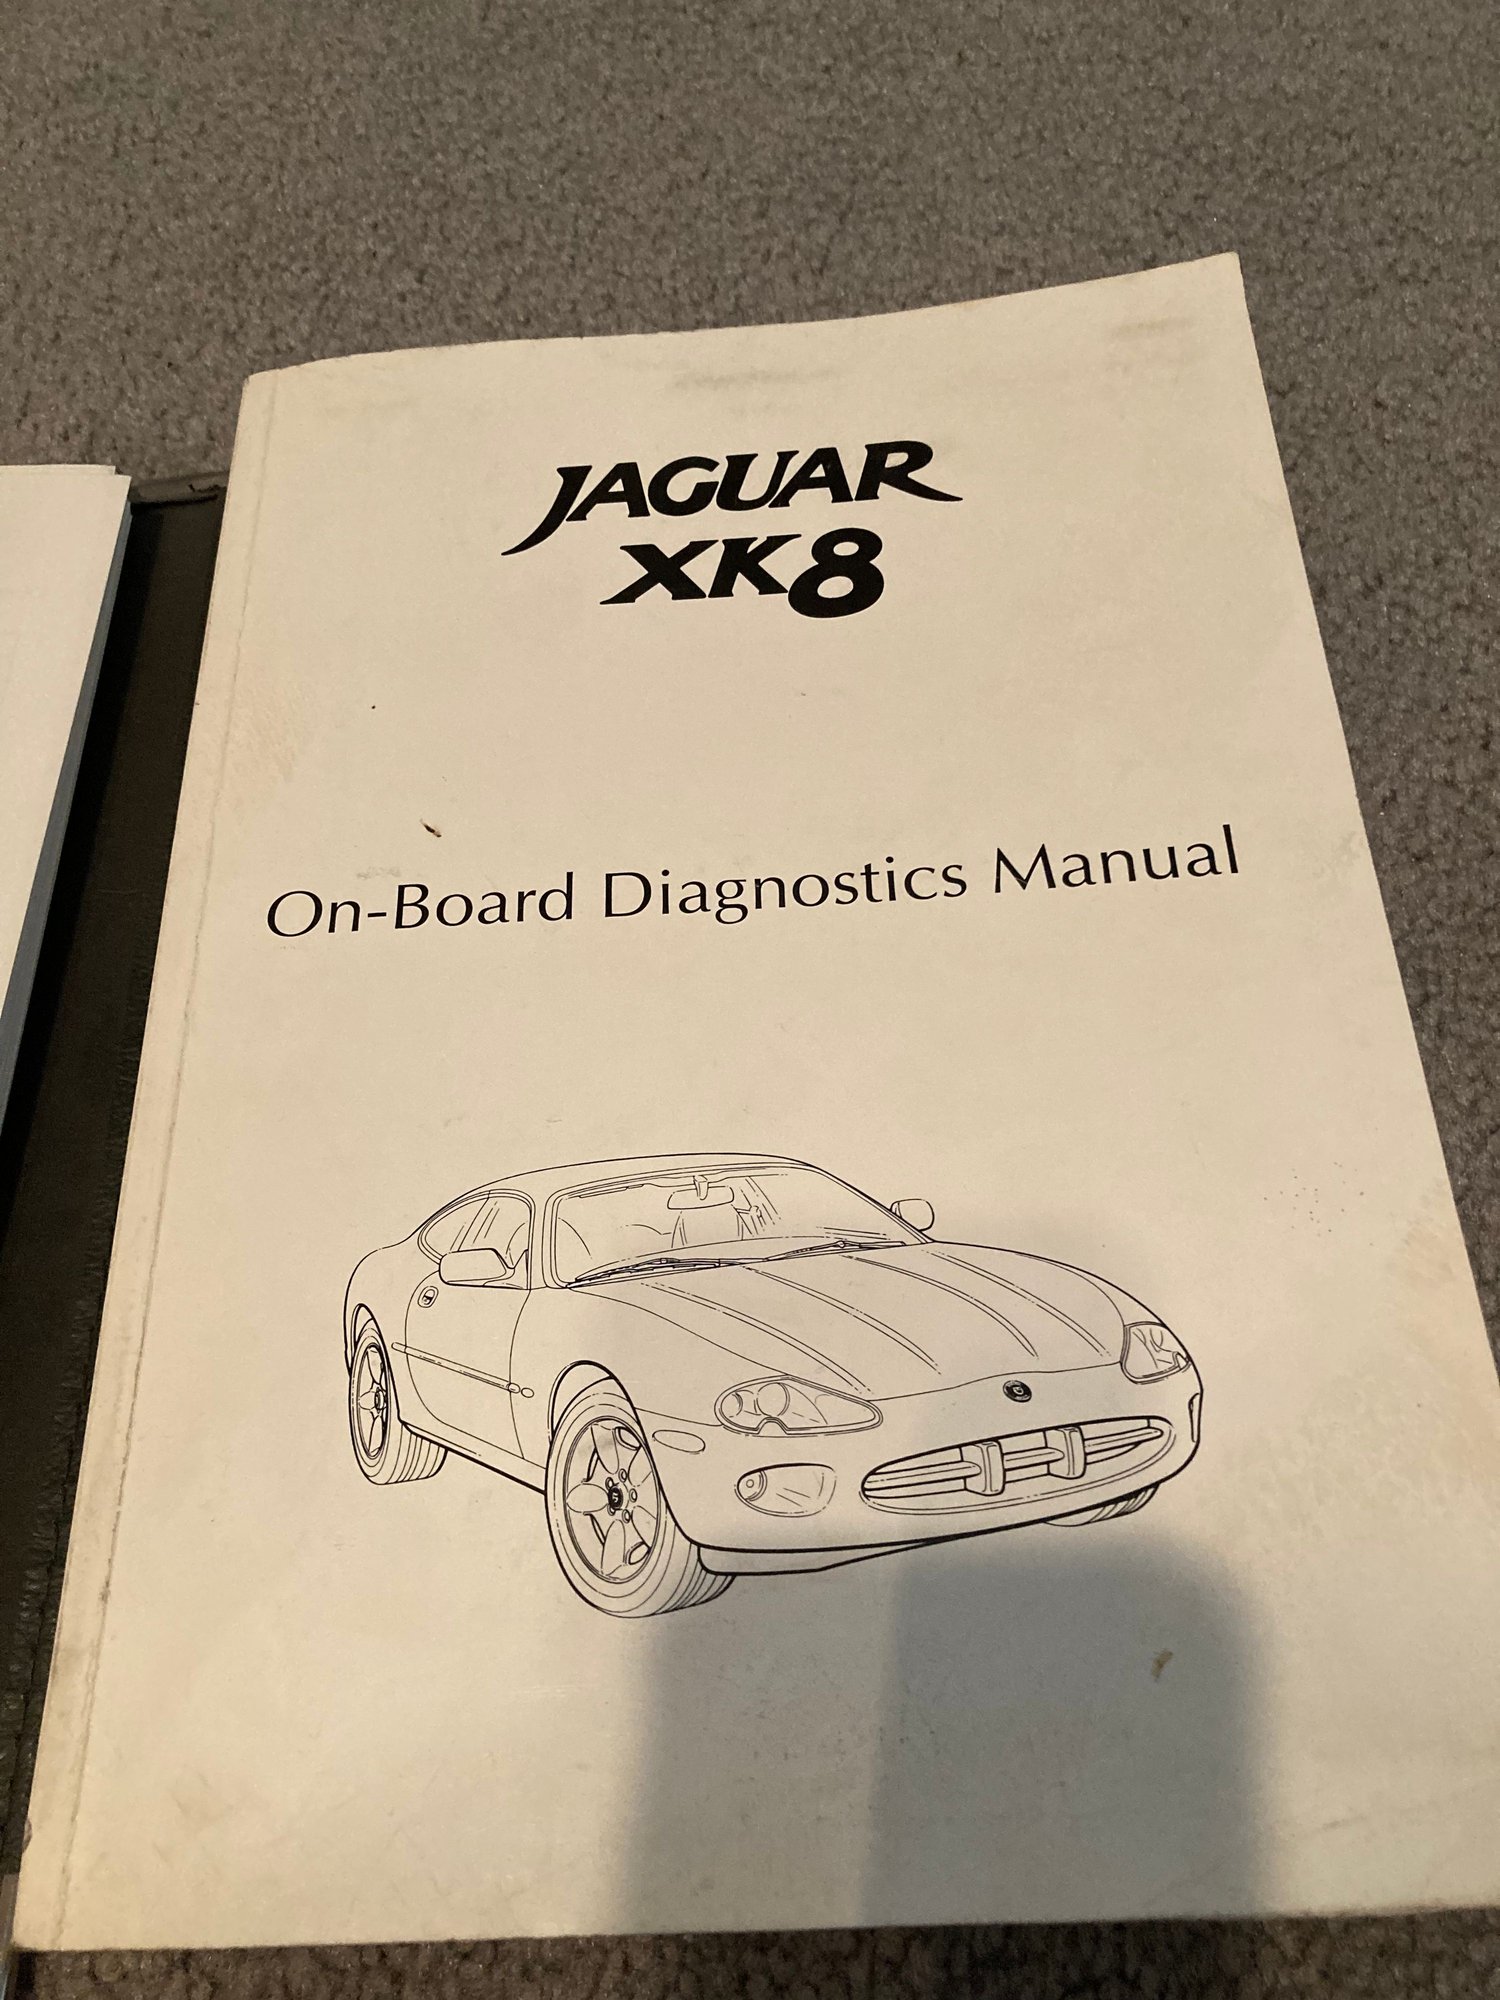 JAGUAR
XK8
On-Board Diagnostics Manual